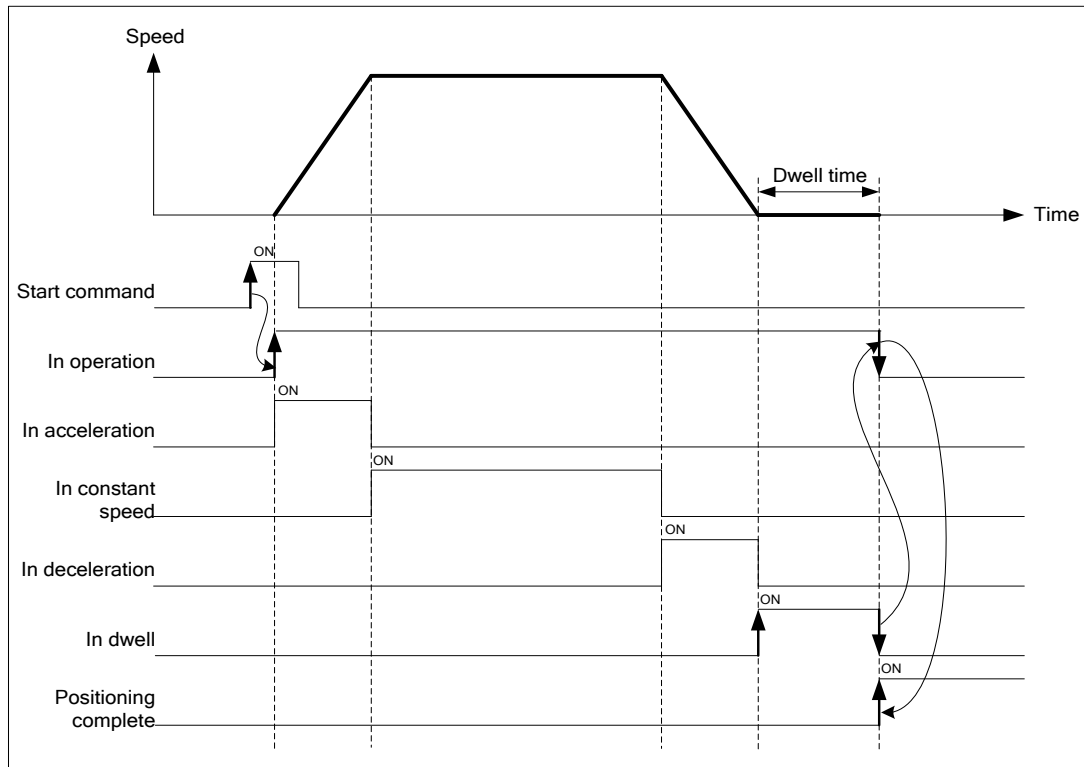 Speed
Dwell time
Time
ON
Start command
In operation
ON
In acceleration
ON
In constant
speed
ON
In deceleration
ON
In dwell
ON
Positioning
complete